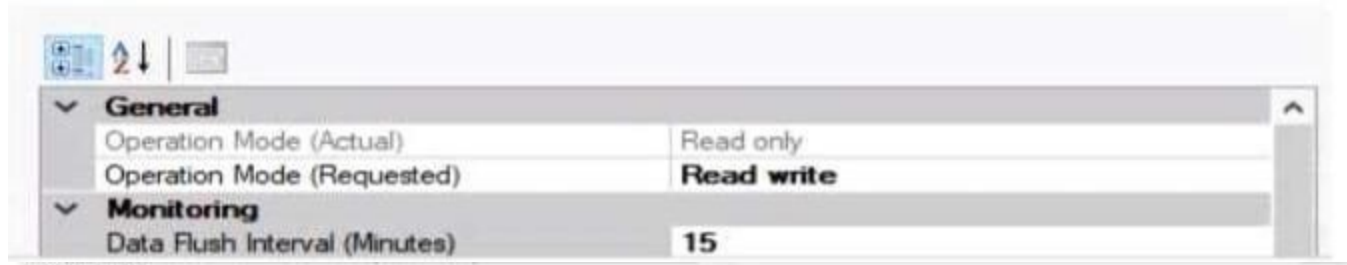 General
Operation Mode (Actual) Read only
Operation Mode (Requested) Read write
Monitoring
Data Flush Interval (Minutes) 15